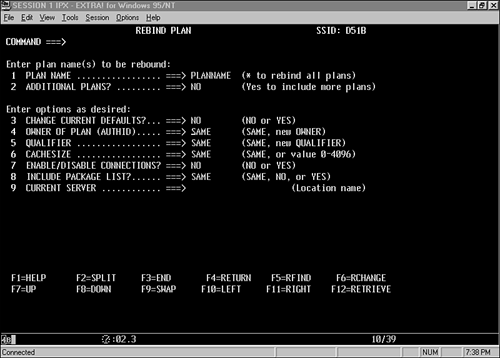 SESSION 1 IPX - EXTRA! for Windows 95/NT
File Edit View Tools Session Options Help
REBIND PLAN SSID: D51B
COMMAND ===>
Enter plan name(s) to be rebound:
1 PLAN NAME ................. ===> PLANNAME (* to rebind all plans)
2 ADDITIONAL PLANS? ......... ===> NO (Yes to include more plans)
Enter options as desired:
3 CHANGE CURRENT DEFAULTS?... ===> NO (NO or YES)
4 OWNER OF PLAN (AUTHID)..... ===> SAME (SAME, new OWNER)
5 QUALIFIER ................. ===> SAME (SAME, new QUALIFIER)
6 CACHESIZE ................. ===> SAME (SAME, or value 0-4096)
7 ENABLE/DISABLE CONNECTIONS? ===> NO (NO or YES)
8 INCLUDE PACKAGE LIST?...... ===> SAME (SAME, NO, or YES)
9 CURRENT SERVER ............ ===> (Location name)
F1=HELP F2=SPLIT F3=END F4=RETURN F5=RFIND F6=RCHANGE
F7=UP F8=DOWN F9=SWAP F10=LEFT F11=RIGHT F12=RETRIEVE
:02.3 10/39
Connected NUM 7:38 PM